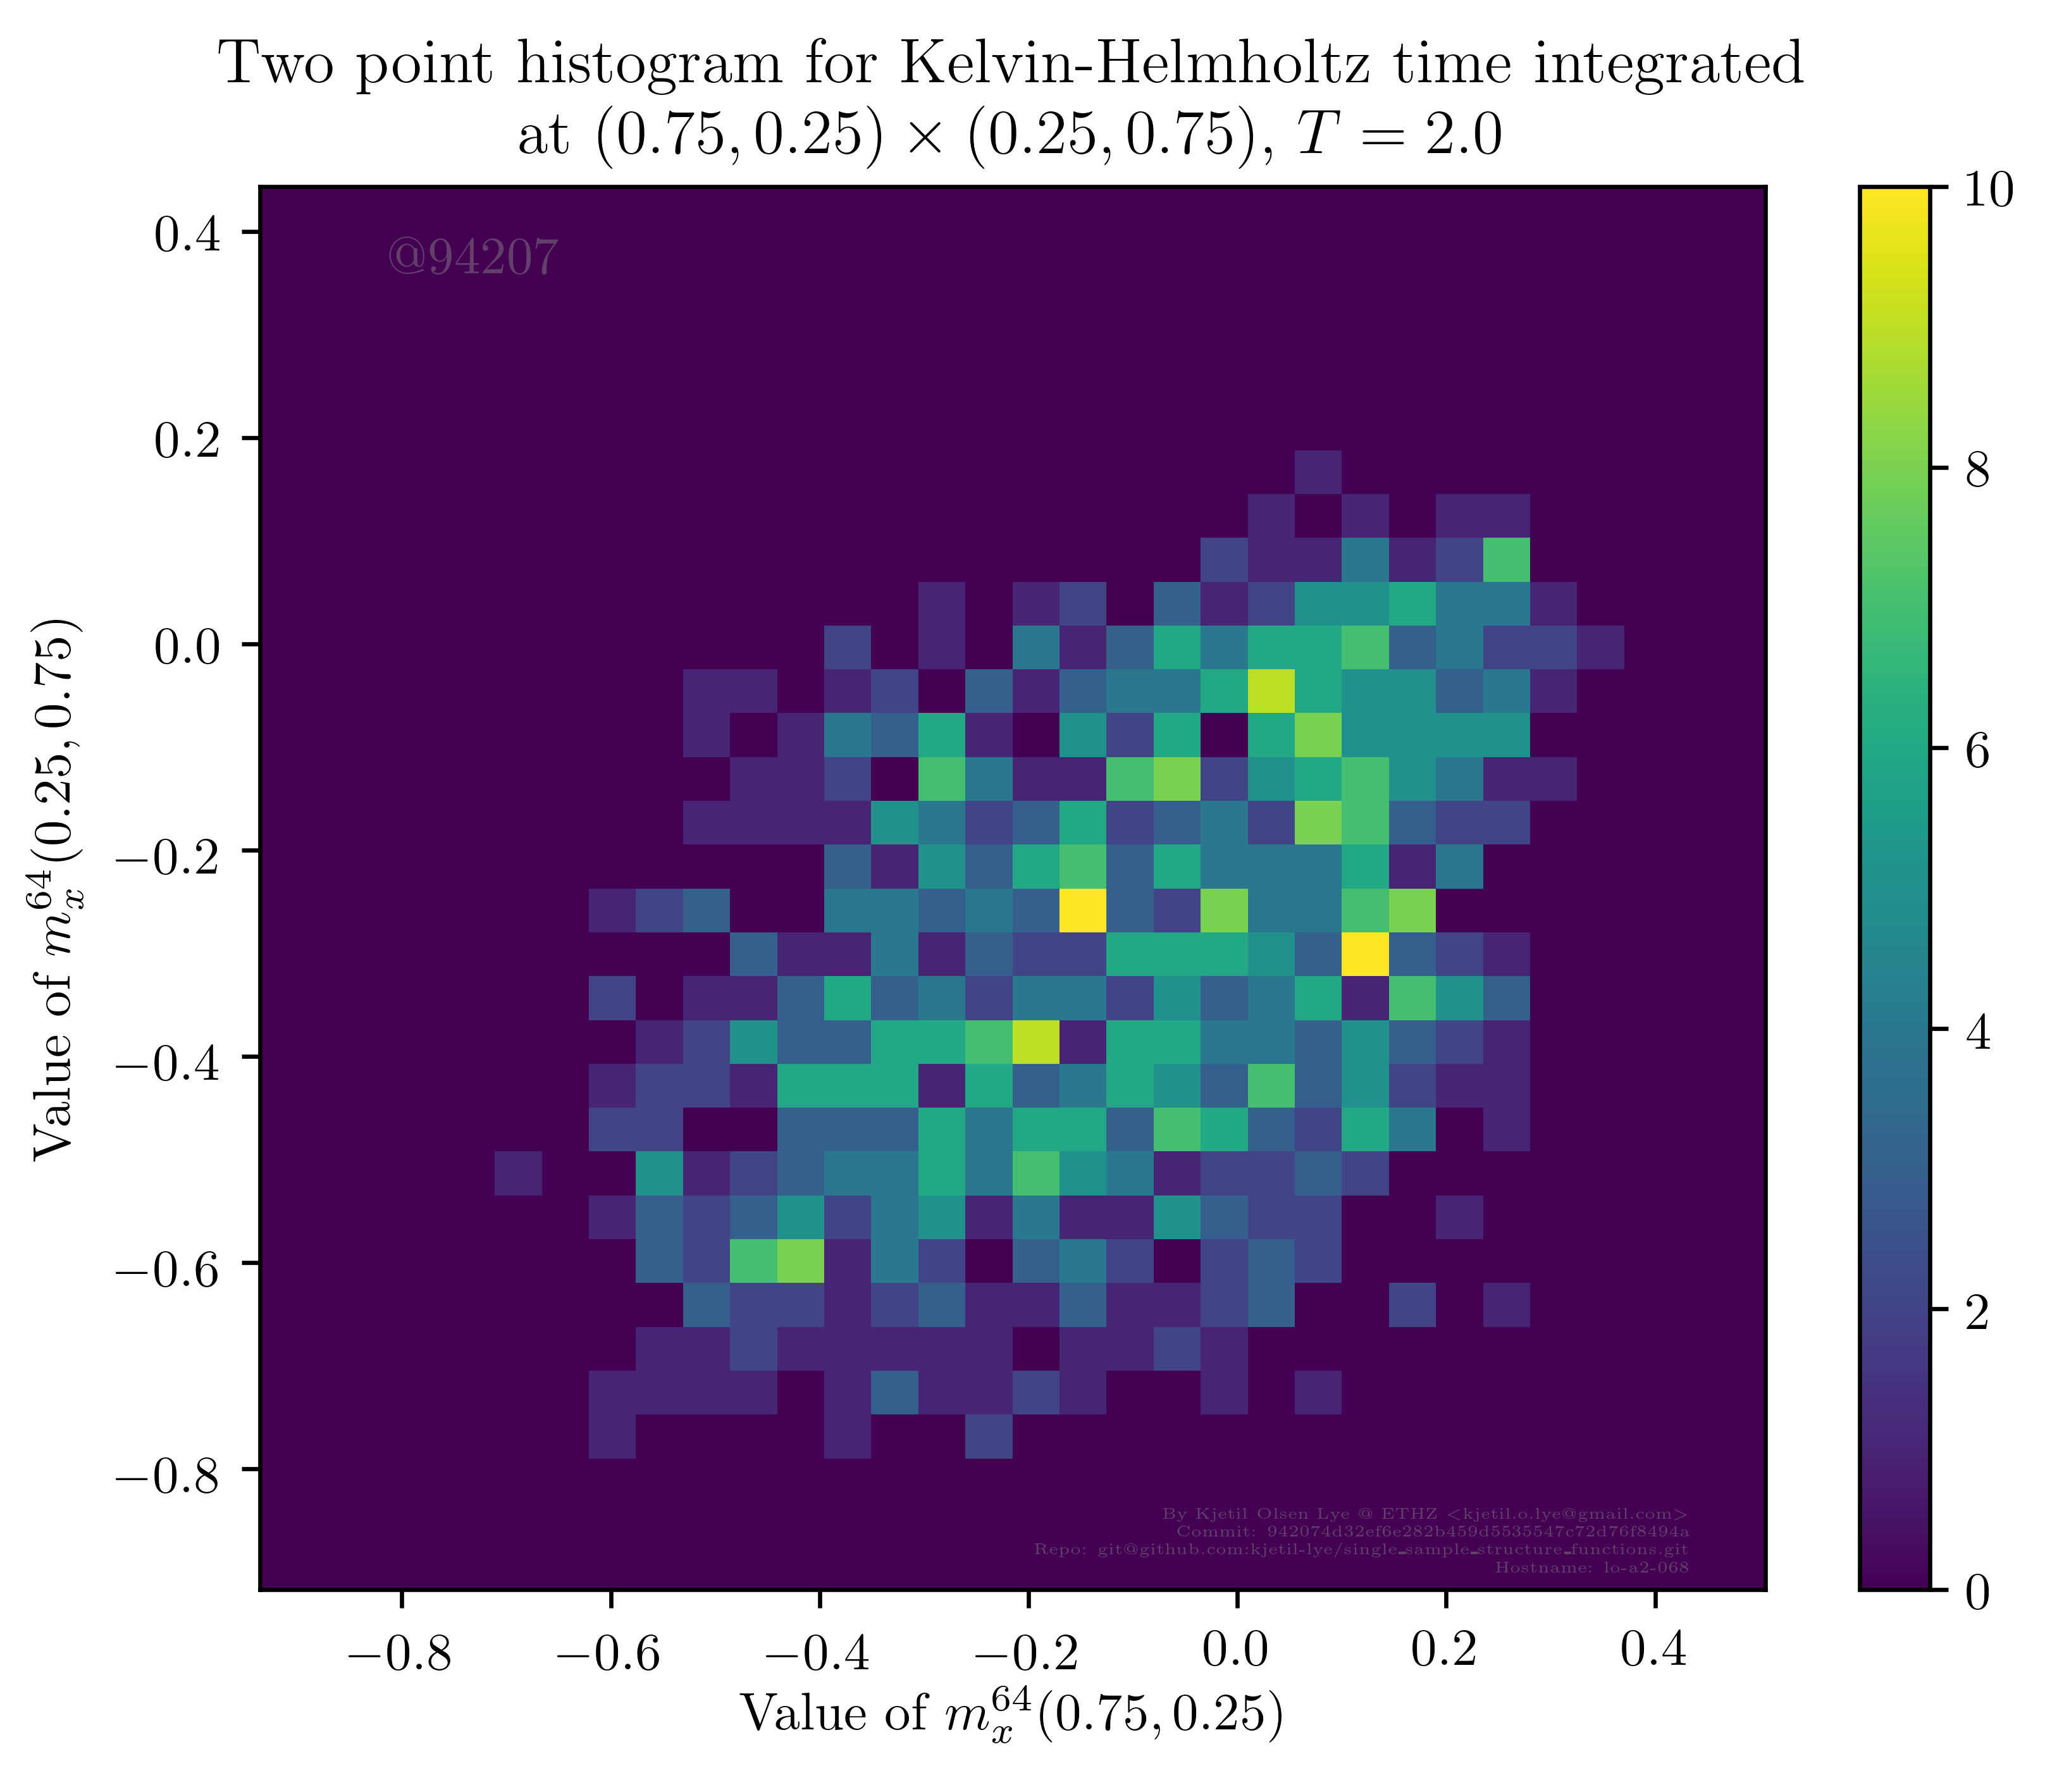 Two point histogram for Kelvin-Helmholtz time integrated
at (0.75, 0.25) × (0.25, 0.75), T = 2.0
@94207
0.4
0.2
0.0
−0.2
−0.4
−0.6
−0.8
Value of m_x^64(0.25, 0.75)
−0.8
−0.6
−0.4
−0.2
0.0
0.2
0.4
Value of m_x^64(0.75, 0.25)
10
8
6
4
2
0
By Kjetil Olsen Lye @ ETHZ <kjetil.o.lye@gmail.com>
Commit: 942074d32ef6e282b459d5535547c72d76f8494a
Repo: git@github.com:kjetil-lye/single_sample_structure_functions.git
Hostname: lo-a2-068